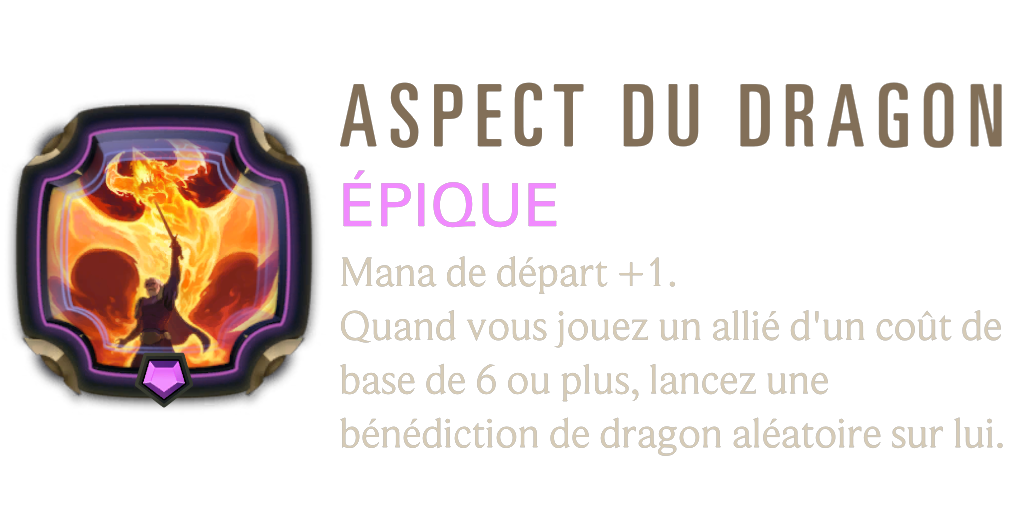 ASPECT DU DRAGON
ÉPIQUE
Mana de départ +1.
Quand vous jouez un allié d'un coût de
base de 6 ou plus, lancez une
bénédiction de dragon aléatoire sur lui.